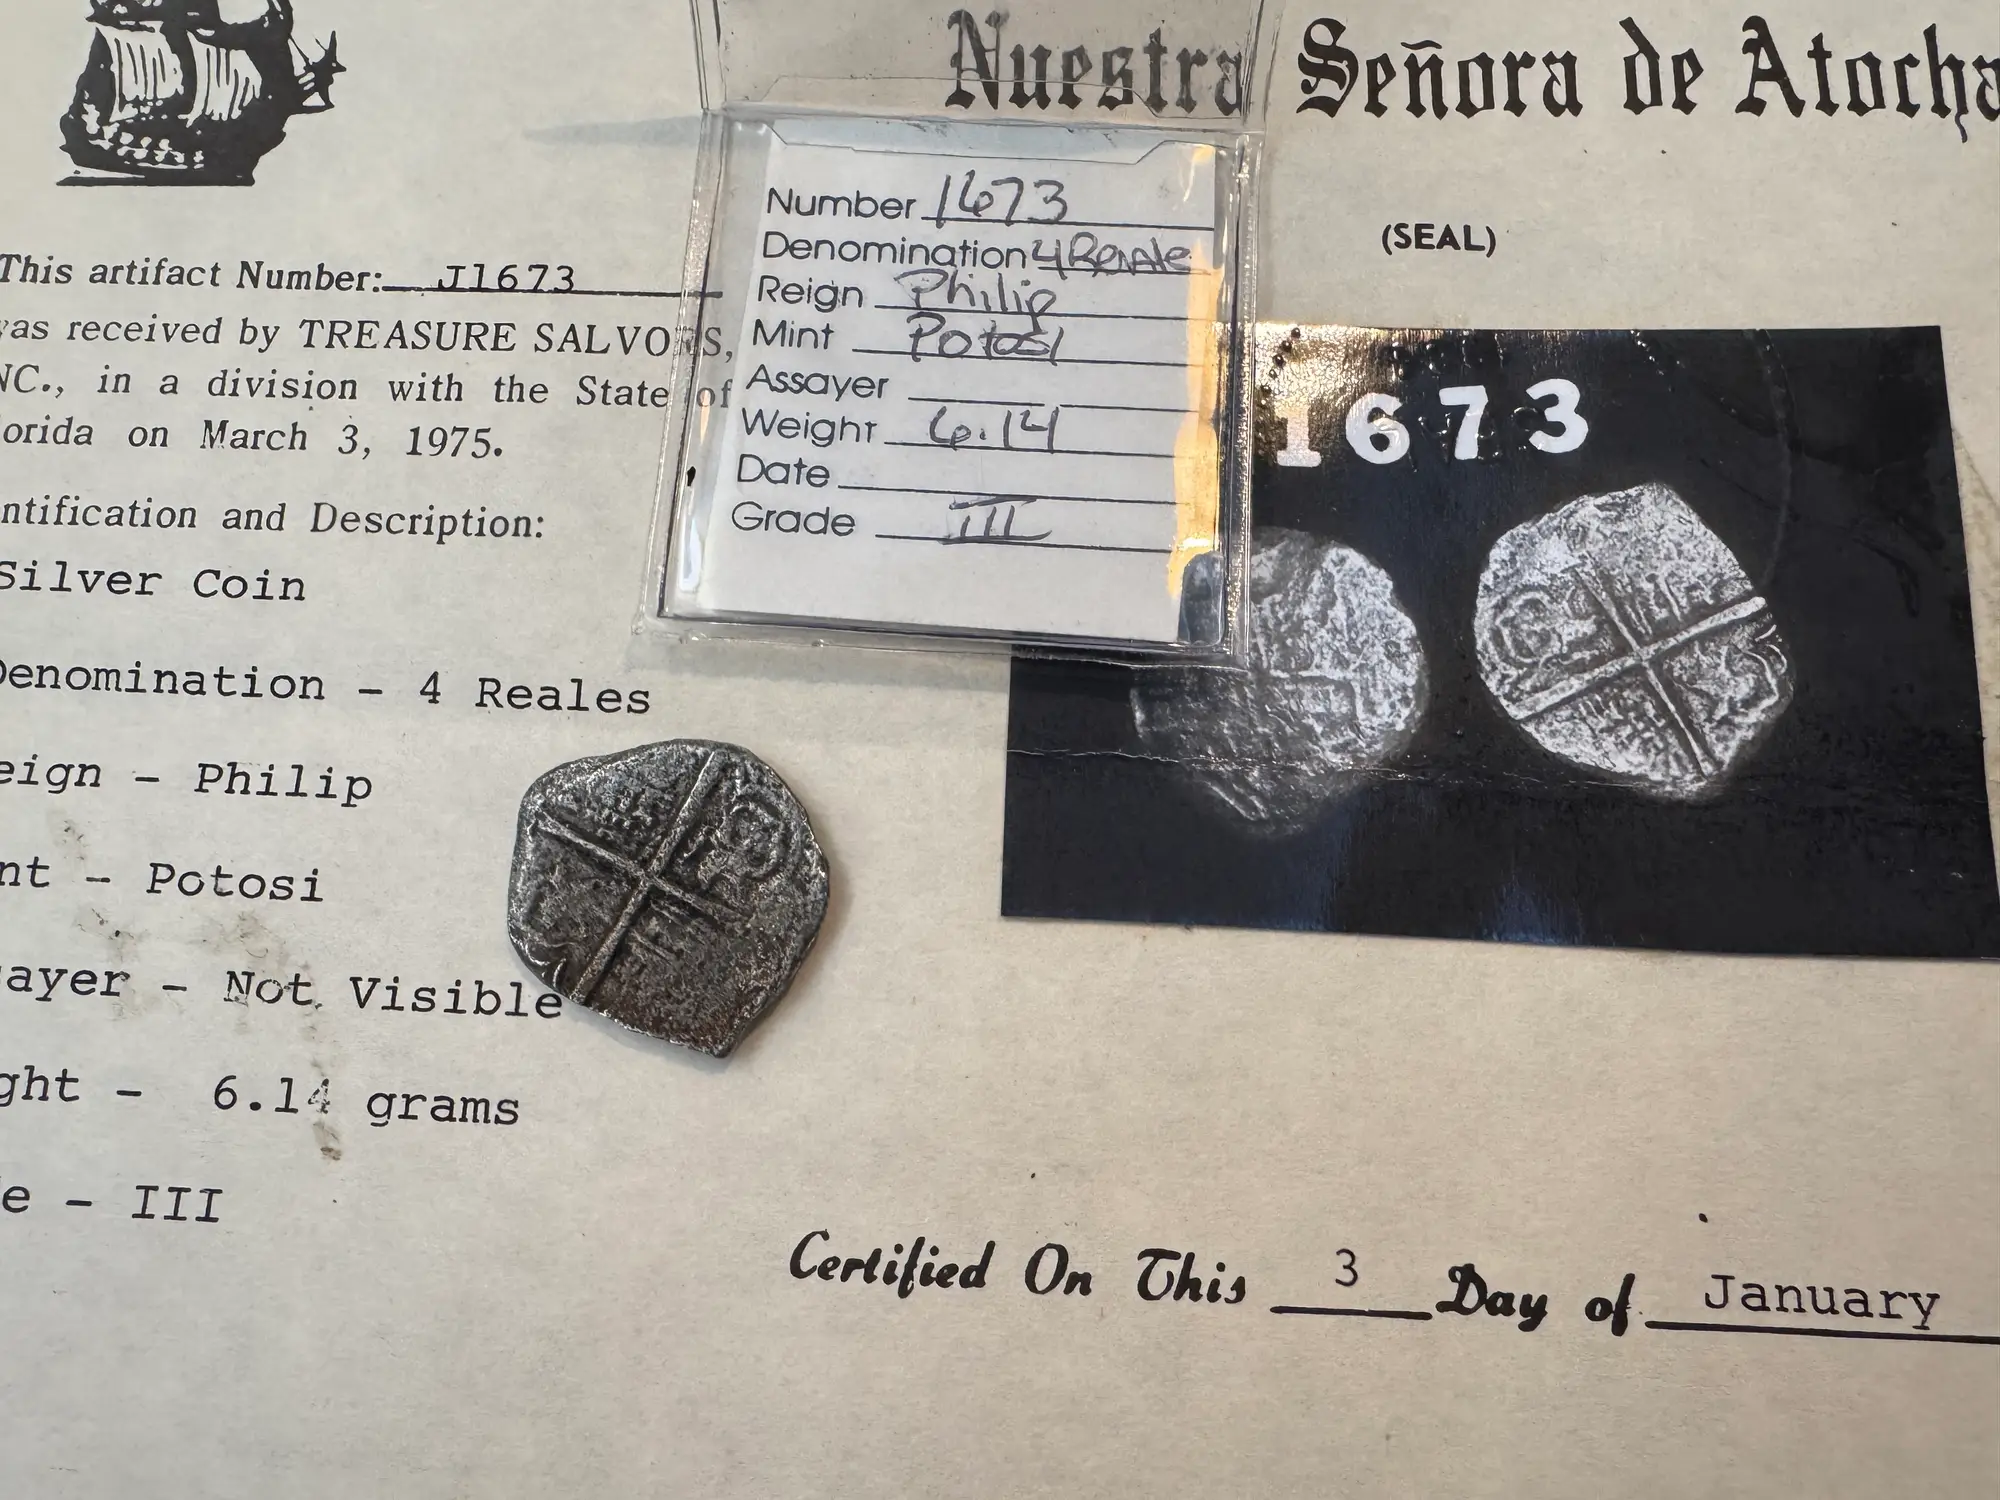 Nuestra Señora de Atocha
(SEAL)
This artifact Number: J1673
was received by TREASURE SALVORS,
NC., in a division with the State of
orida on March 3, 1975.
ntification and Description:
Silver Coin
Denomination - 4 Reales
eign - Philip
nt - Potosi
ayer - Not Visible
ght - 6.14 grams
e - III
Number 1673
Denomination 4 Reale
Reign Philip
Mint Potosi
Assayer
Weight 6.14
Date
Grade III
1673
Certified On This 3 Day of January